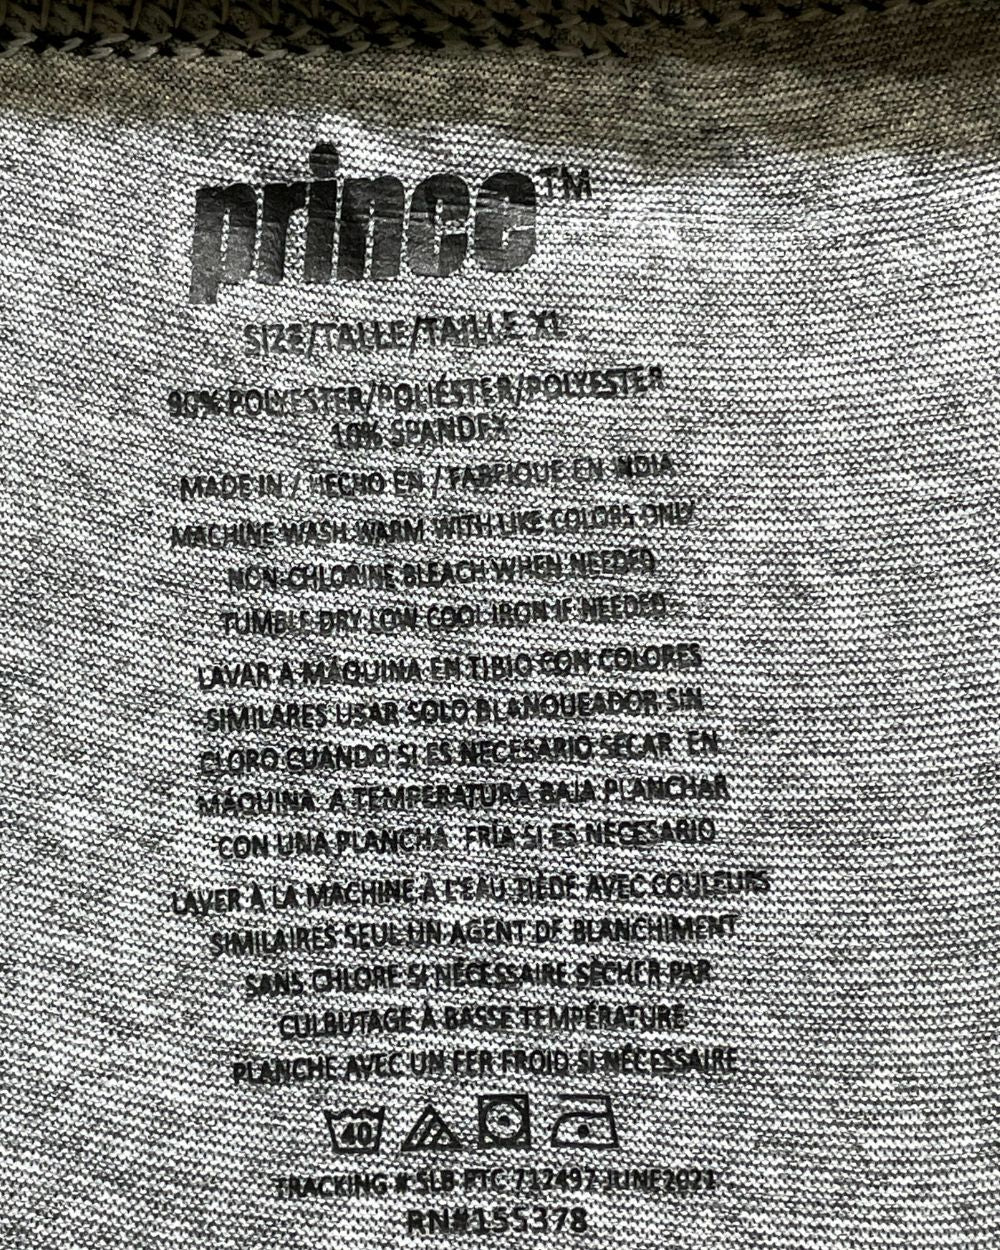 prince™
SIZE/TALLE/TAILLE XL
90% POLYESTER/POLIÉSTER/POLYESTER
10% SPANDEX
MADE IN / HECHO EN / FABRIQUE EN INDIA
MACHINE WASH WARM WITH LIKE COLORS ONLY
NON-CHLORINE BLEACH WHEN NEEDED
TUMBLE DRY LOW COOL IRON IF NEEDED
LAVAR A MÁQUINA EN TIBIO CON COLORES
SIMILARES USAR SOLO BLANQUEADOR SIN
CLORO CUANDO SI ES NECESARIO SECAR EN
MÁQUINA A TEMPERATURA BAJA PLANCHAR
CON UNA PLANCHA FRÍA SI ES NECESARIO
LAVER À LA MACHINE À L'EAU TIÈDE AVEC COULEURS
SIMILAIRES SEUL UN AGENT DE BLANCHIMENT
SANS CHLORE SI NÉCESSAIRE SÉCHER PAR
CULBUTAGE À BASSE TEMPÉRATURE
PLANCHE AVEC UN FER FROID SI NÉCESSAIRE
40
TRACKING # SLB PTC 712497 JUNE2021
RN#155378